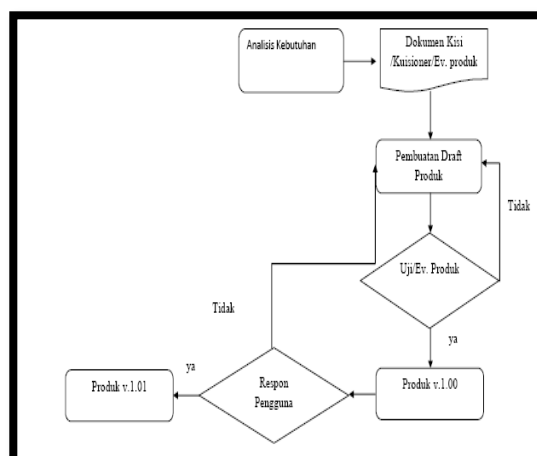 Analisis Kebutuhan
Dokumen Kisi
/Kuisioner/Ev. produk
Pembuatan Draft
Produk
Tidak
Uji/Ev. Produk
Tidak
ya
ya
Produk v.1.01
Respon
Pengguna
Produk v.1.00